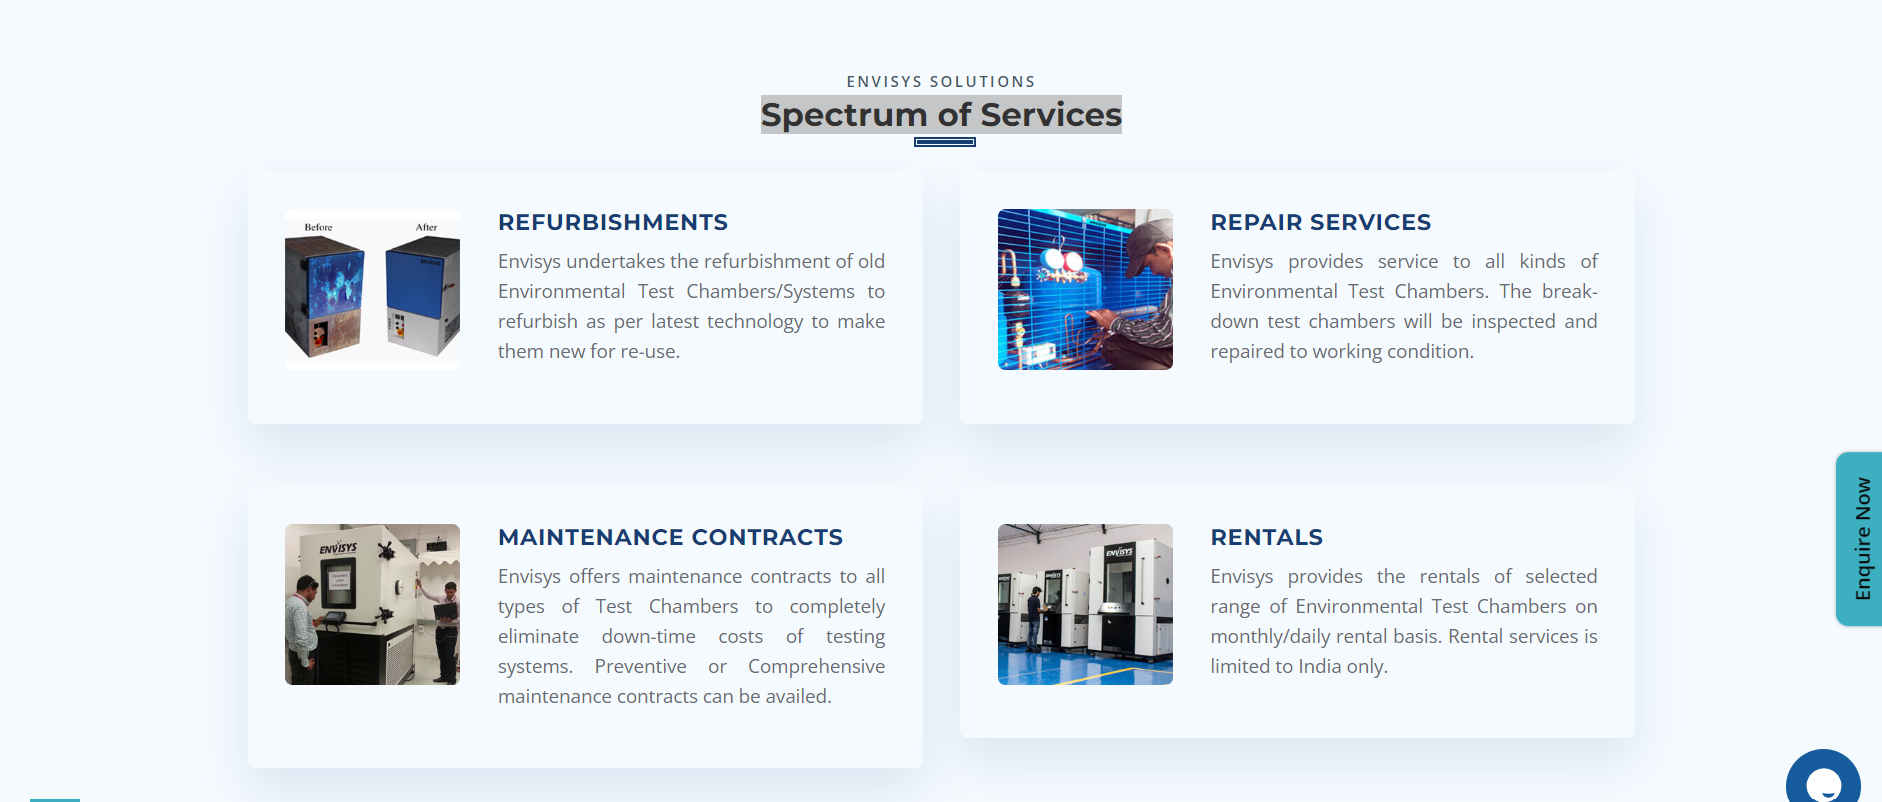 ENVISYS SOLUTIONS
Spectrum of Services
Before
After
REFURBISHMENTS
Envisys undertakes the refurbishment of old
Environmental Test Chambers/Systems to
refurbish as per latest technology to make
them new for re-use.
REPAIR SERVICES
Envisys provides service to all kinds of
Environmental Test Chambers. The break-
down test chambers will be inspected and
repaired to working condition.
ENVISYS
MAINTENANCE CONTRACTS
Envisys offers maintenance contracts to all
types of Test Chambers to completely
eliminate down-time costs of testing
systems. Preventive or Comprehensive
maintenance contracts can be availed.
ENVISYS
RENTALS
Envisys provides the rentals of selected
range of Environmental Test Chambers on
monthly/daily rental basis. Rental services is
limited to India only.
Enquire Now